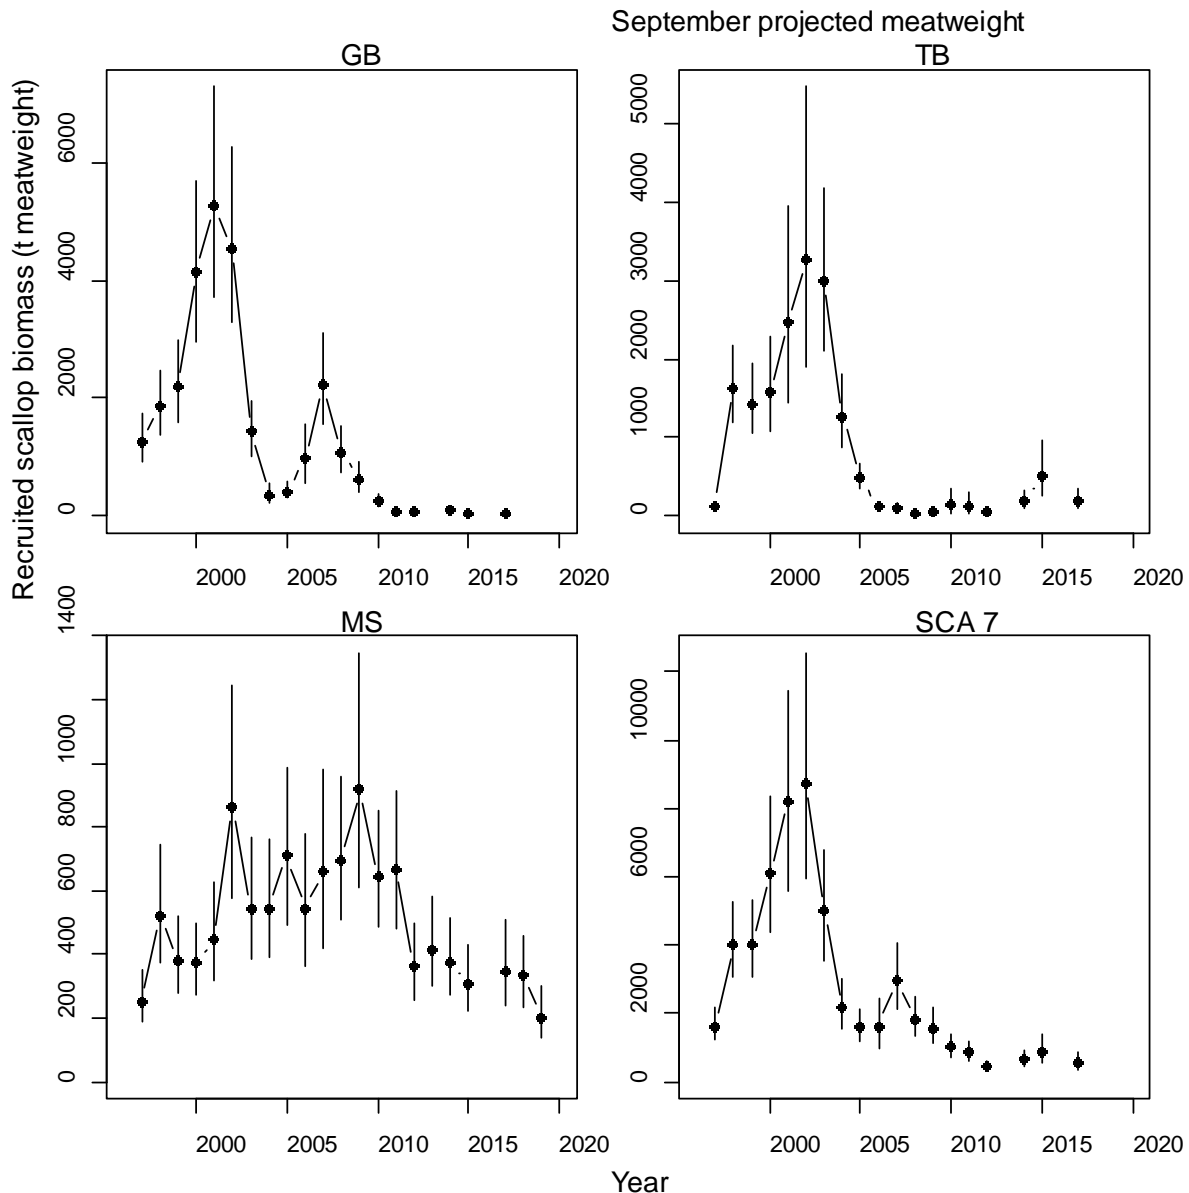 September projected meatweight
GB
TB
Recruited scallop biomass (t meatweight)
0 2000 4000 6000
2000 2005 2010 2015 2020
0 1000 2000 3000 4000 5000
2000 2005 2010 2015 2020
MS
SCA 7
0 200 400 600 800 1000 1400
2000 2005 2010 2015 2020
0 2000 6000 10000
2000 2005 2010 2015 2020
Year